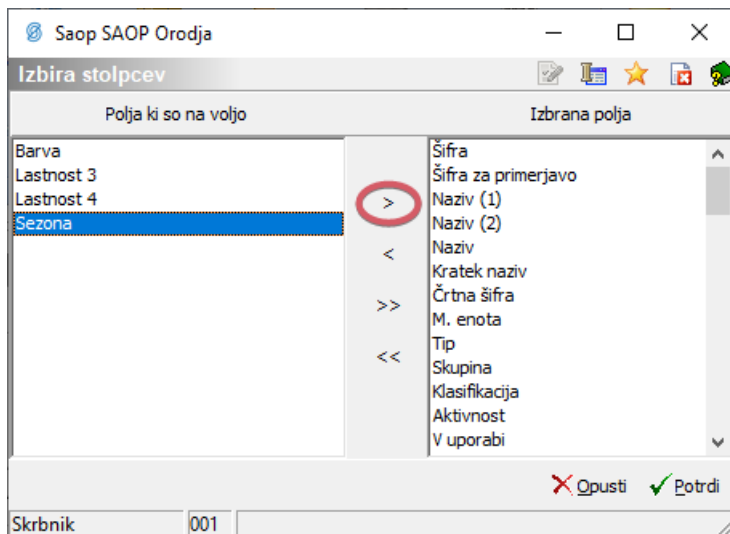 Saop SAOP Orodja
Izbira stolpcev
Polja ki so na voljo
Izbrana polja
Barva
Lastnost 3
Lastnost 4
Sezona
>
<
>>
<<
Šifra
Šifra za primerjavo
Naziv (1)
Naziv (2)
Naziv
Kratek naziv
Črtna šifra
M. enota
Tip
Skupina
Klasifikacija
Aktivnost
V uporabi
Opusti
Potrdi
Skrbnik
001